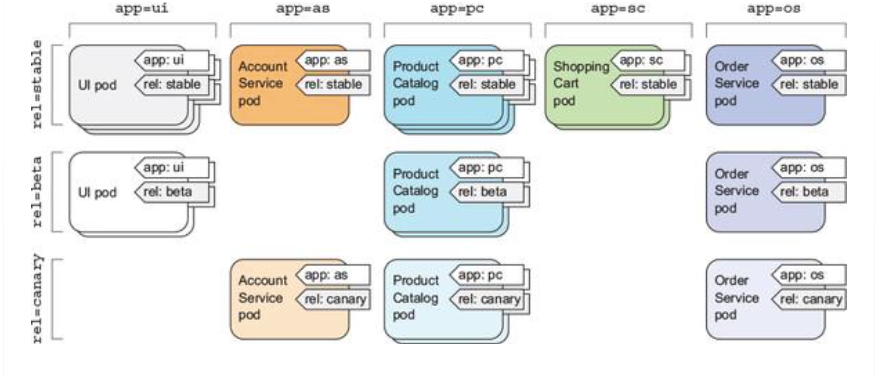 app=ui app=as app=pc app=sc app=os
rel=stable
UI pod
app: ui
rel: stable
Account
Service
pod
app: as
rel: stable
Product
Catalog
pod
app: pc
rel: stable
Shopping
Cart
pod
app: sc
rel: stable
Order
Service
pod
app: os
rel: stable
rel=beta
UI pod
app: ui
rel: beta
Product
Catalog
pod
app: pc
rel: beta
Order
Service
pod
app: os
rel: beta
rel=canary
Account
Service
pod
app: as
rel: canary
Product
Catalog
pod
app: pc
rel: canary
Order
Service
pod
app: os
rel: canary